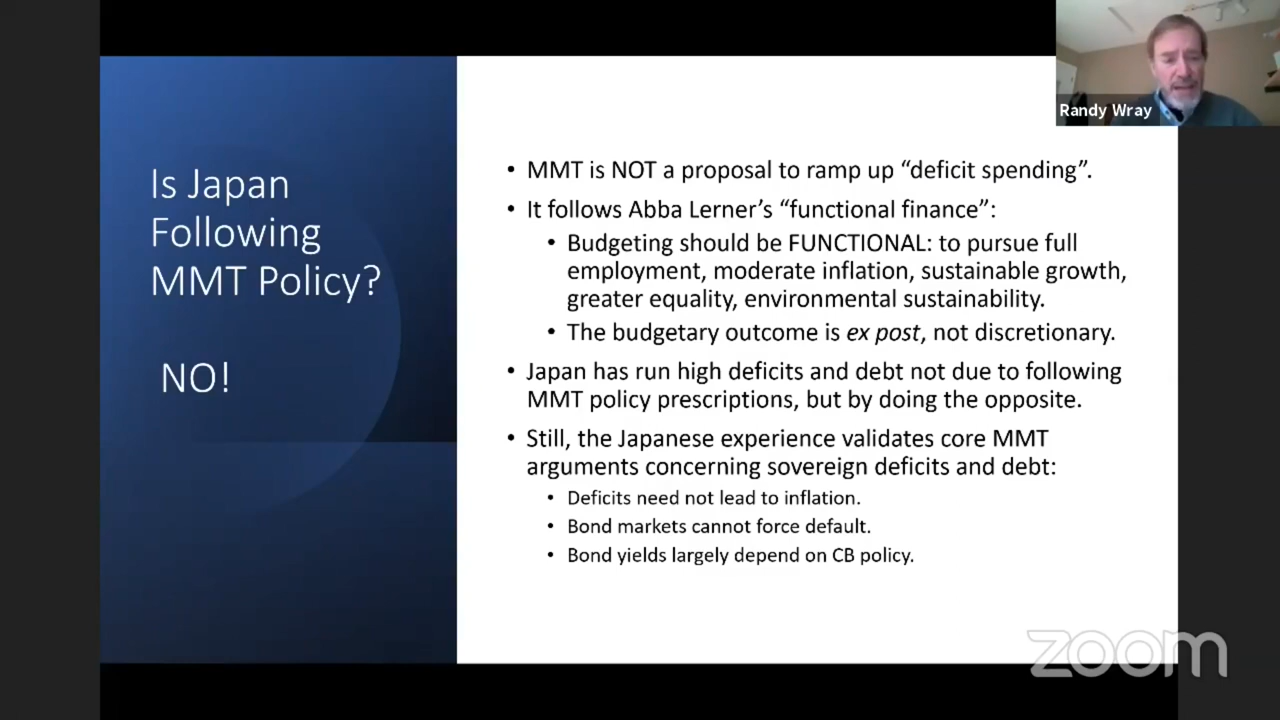 Is Japan
Following
MMT Policy?
NO!
• MMT is NOT a proposal to ramp up “deficit spending”.
• It follows Abba Lerner’s “functional finance”:
• Budgeting should be FUNCTIONAL: to pursue full
employment, moderate inflation, sustainable growth,
greater equality, environmental sustainability.
• The budgetary outcome is ex post, not discretionary.
• Japan has run high deficits and debt not due to following
MMT policy prescriptions, but by doing the opposite.
• Still, the Japanese experience validates core MMT
arguments concerning sovereign deficits and debt:
• Deficits need not lead to inflation.
• Bond markets cannot force default.
• Bond yields largely depend on CB policy.
Randy Wray
zoom